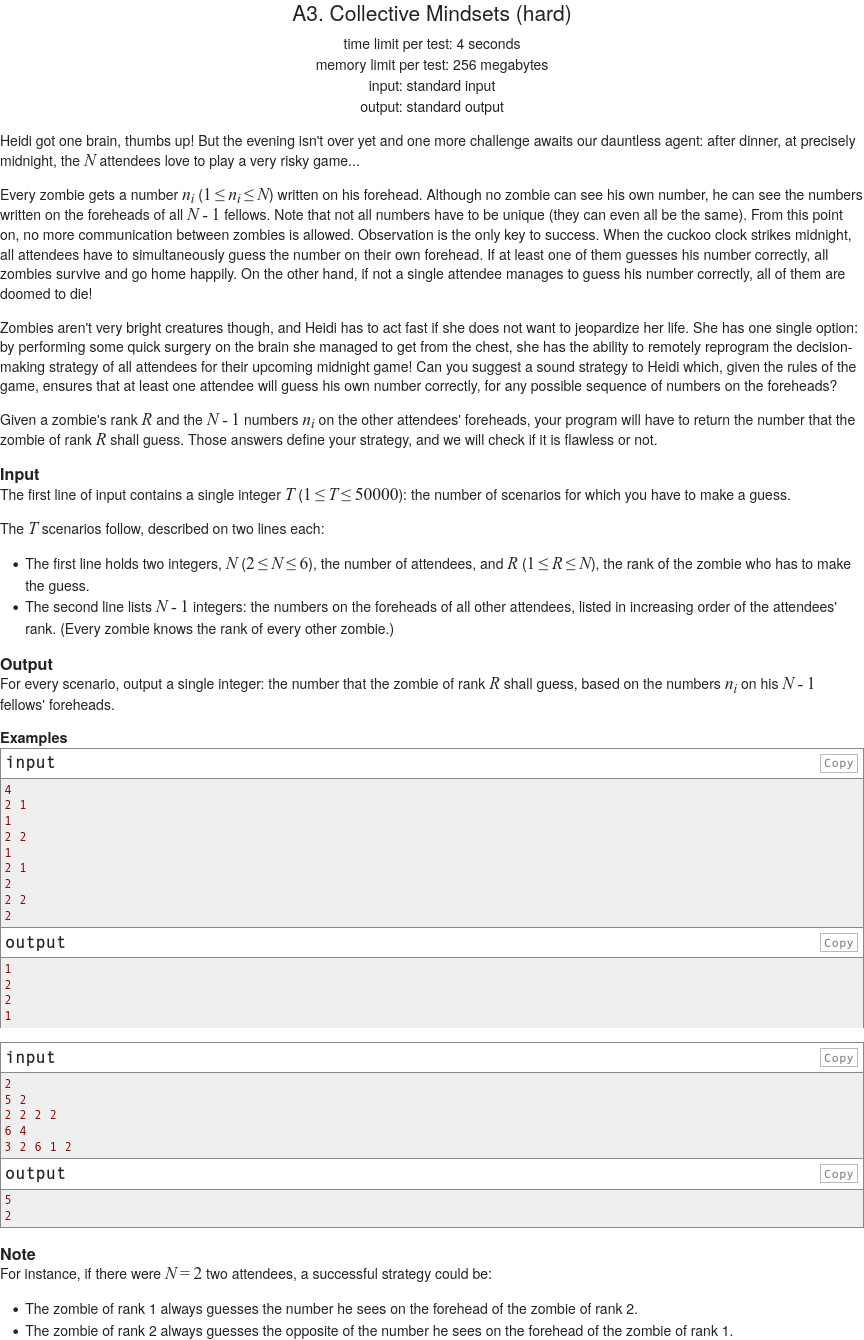 A3. Collective Mindsets (hard)
time limit per test: 4 seconds
memory limit per test: 256 megabytes
input: standard input
output: standard output
Heidi got one brain, thumbs up! But the evening isn't over yet and one more challenge awaits our dauntless agent: after dinner, at precisely
midnight, the N attendees love to play a very risky game...
Every zombie gets a number n_i (1 ≤ n_i ≤ N) written on his forehead. Although no zombie can see his own number, he can see the numbers
written on the foreheads of all N - 1 fellows. Note that not all numbers have to be unique (they can even all be the same). From this point
on, no more communication between zombies is allowed. Observation is the only key to success. When the cuckoo clock strikes midnight,
all attendees have to simultaneously guess the number on their own forehead. If at least one of them guesses his number correctly, all
zombies survive and go home happily. On the other hand, if not a single attendee manages to guess his number correctly, all of them are
doomed to die!
Zombies aren't very bright creatures though, and Heidi has to act fast if she does not want to jeopardize her life. She has one single option:
by performing some quick surgery on the brain she managed to get from the chest, she has the ability to remotely reprogram the decision-
making strategy of all attendees for their upcoming midnight game! Can you suggest a sound strategy to Heidi which, given the rules of the
game, ensures that at least one attendee will guess his own number correctly, for any possible sequence of numbers on the foreheads?
Given a zombie's rank R and the N - 1 numbers n_i on the other attendees' foreheads, your program will have to return the number that the
zombie of rank R shall guess. Those answers define your strategy, and we will check if it is flawless or not.
Input
The first line of input contains a single integer T (1 ≤ T ≤ 50000): the number of scenarios for which you have to make a guess.
The T scenarios follow, described on two lines each:
• The first line holds two integers, N (2 ≤ N ≤ 6), the number of attendees, and R (1 ≤ R ≤ N), the rank of the zombie who has to make
the guess.
• The second line lists N - 1 integers: the numbers on the foreheads of all other attendees, listed in increasing order of the attendees'
rank. (Every zombie knows the rank of every other zombie.)
Output
For every scenario, output a single integer: the number that the zombie of rank R shall guess, based on the numbers n_i on his N - 1
fellows' foreheads.
Examples
input Copy
4
2 1
1
2 2
1
2 1
2
2 2
2
output Copy
1
2
2
1
input Copy
2
5 2
2 2 2 2
6 4
3 2 6 1 2
output Copy
5
2
Note
For instance, if there were N = 2 two attendees, a successful strategy could be:
• The zombie of rank 1 always guesses the number he sees on the forehead of the zombie of rank 2.
• The zombie of rank 2 always guesses the opposite of the number he sees on the forehead of the zombie of rank 1.